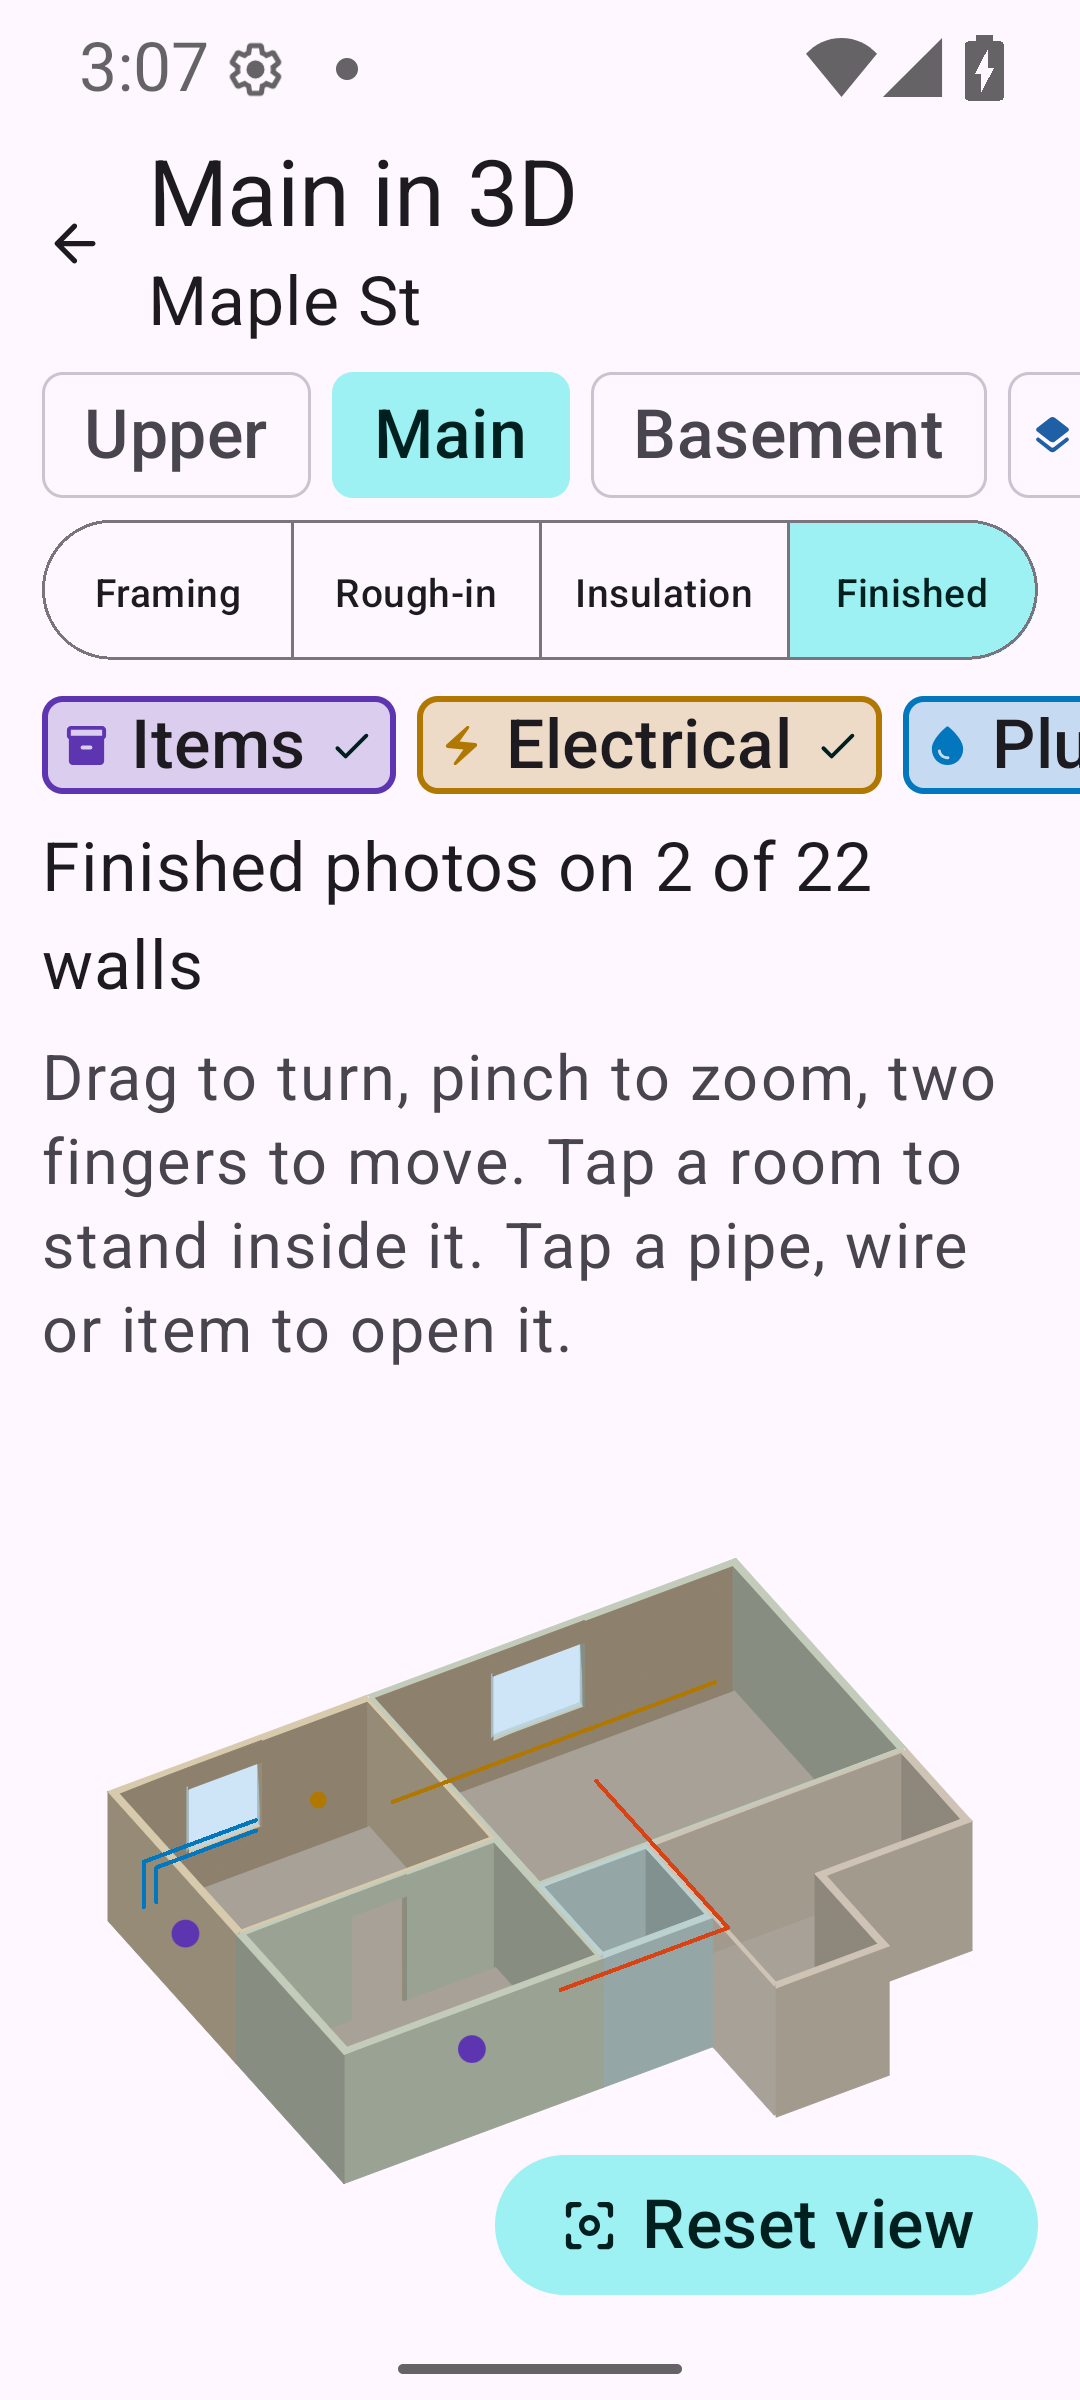 3:07
Main in 3D
Maple St
Upper Main Basement
Framing Rough-in Insulation Finished
Items Electrical Plu
Finished photos on 2 of 22
walls
Drag to turn, pinch to zoom, two
fingers to move. Tap a room to
stand inside it. Tap a pipe, wire
or item to open it.
Reset view